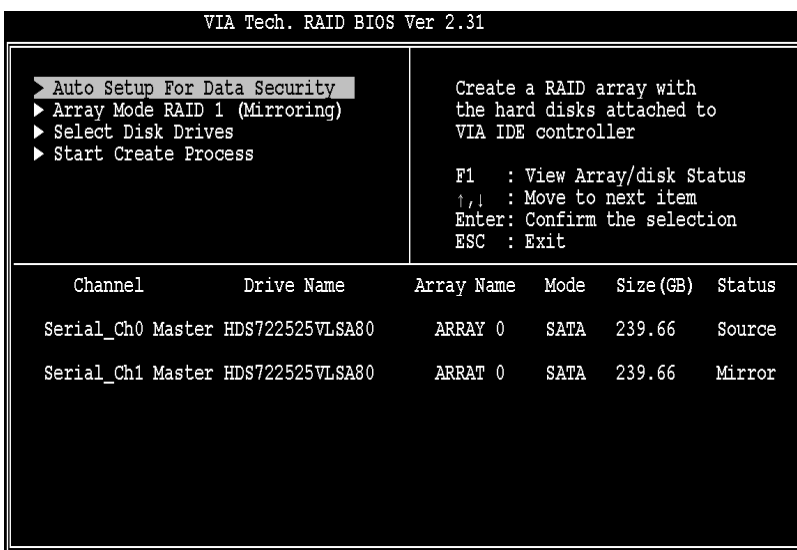 VIA Tech. RAID BIOS Ver 2.31
Auto Setup For Data Security
Array Mode RAID 1 (Mirroring)
Select Disk Drives
Start Create Process
Create a RAID array with
the hard disks attached to
VIA IDE controller
F1 : View Array/disk Status
↑,↓ : Move to next item
Enter: Confirm the selection
ESC : Exit
Channel Drive Name Array Name Mode Size(GB) Status
Serial_Ch0 Master HDS722525VLSA80 ARRAY 0 SATA 239.66 Source
Serial_Ch1 Master HDS722525VLSA80 ARRAT 0 SATA 239.66 Mirror